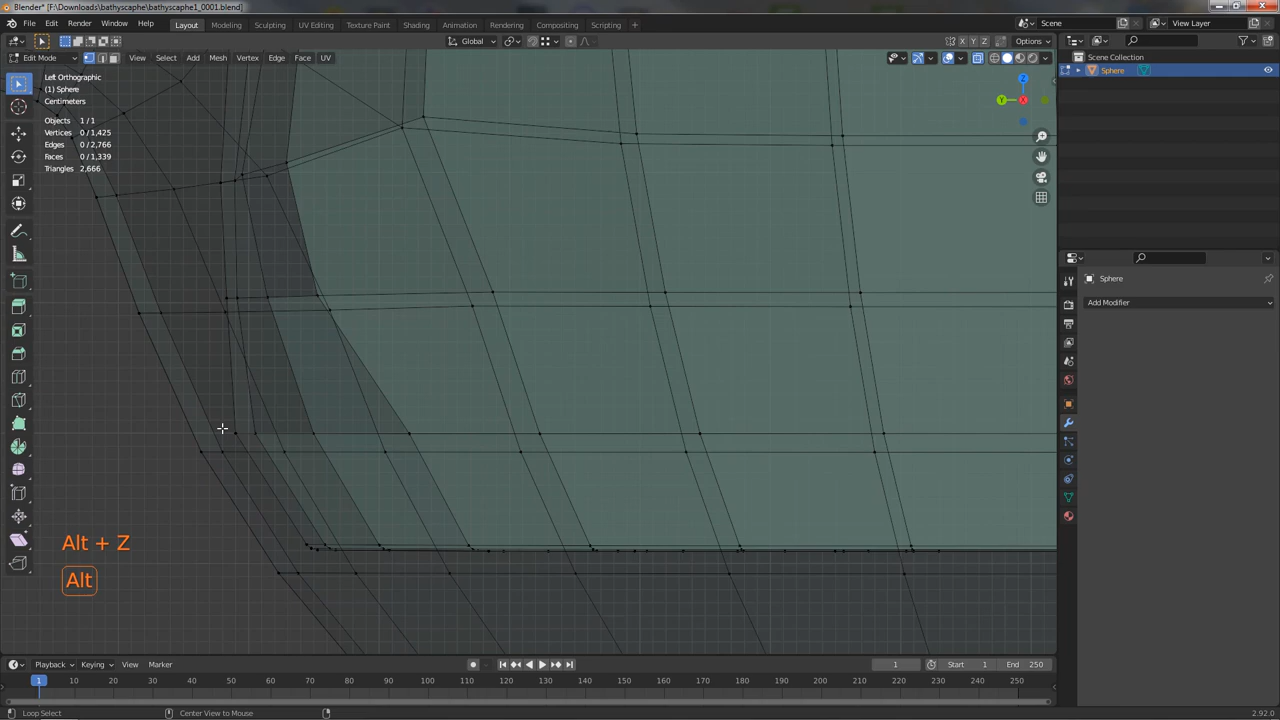 Blender* [F:\Downloads\bathyscaphe\bathyscaphe1_0001.blend]
File Edit Render Window Help Layout Modeling Sculpting UV Editing Texture Paint Shading Animation Rendering Compositing Scripting + Scene View Layer
Global X Y Z Options
Edit Mode View Select Add Mesh Vertex Edge Face UV
Scene Collection
Sphere
Left Orthographic
(1) Sphere
Centimeters
Objects 1/1
Vertices 0/1,425
Edges 0/2,766
Faces 0/1,339
Triangles 2,666
Z
Y
Sphere
Add Modifier
Alt + Z
Alt
Playback Keying View Marker 1 Start 1 End 250
1 10 20 30 40 50 60 70 80 90 100 110 120 130 140 150 160 170 180 190 200 210 220 230 240 250
Loop Select Center View to Mouse 2.92.0